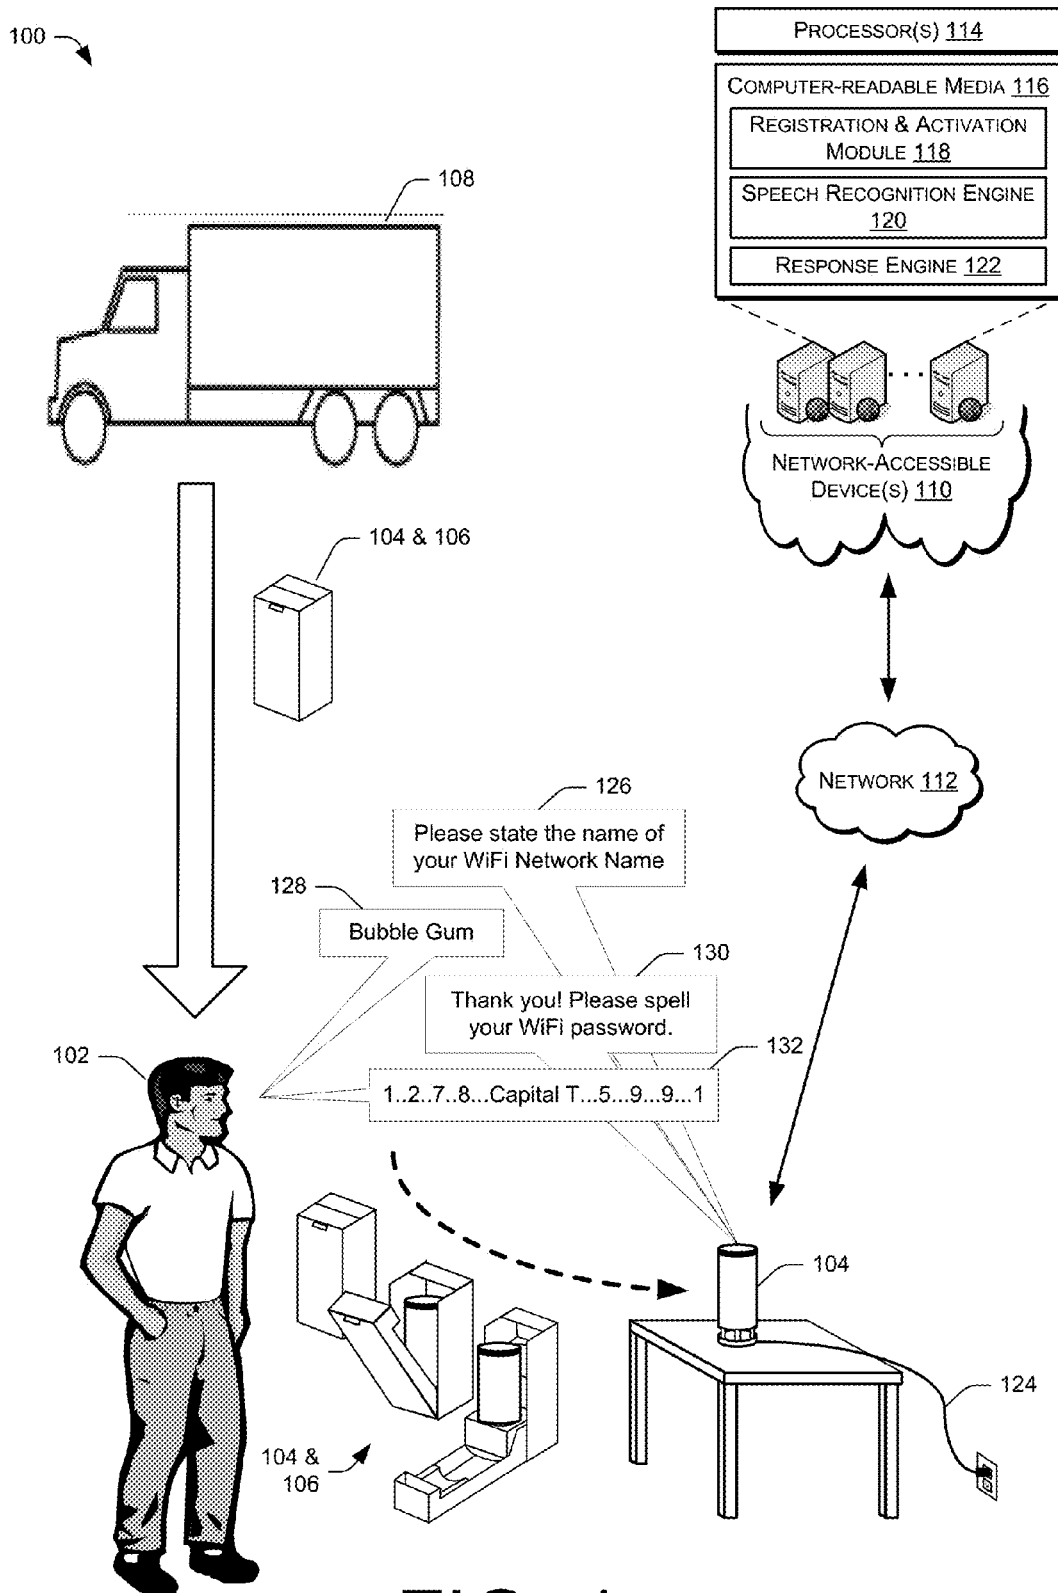 100
PROCESSOR(S) 114
COMPUTER-READABLE MEDIA 116
REGISTRATION & ACTIVATION
MODULE 118
SPEECH RECOGNITION ENGINE
120
RESPONSE ENGINE 122
108
NETWORK-ACCESSIBLE
DEVICE(S) 110
104 & 106
NETWORK 112
126
Please state the name of
your WiFi Network Name
128
Bubble Gum
130
Thank you! Please spell
your WiFi password.
132
1..2..7..8...Capital T...5...9...9...1
102
104
124
104 &
106